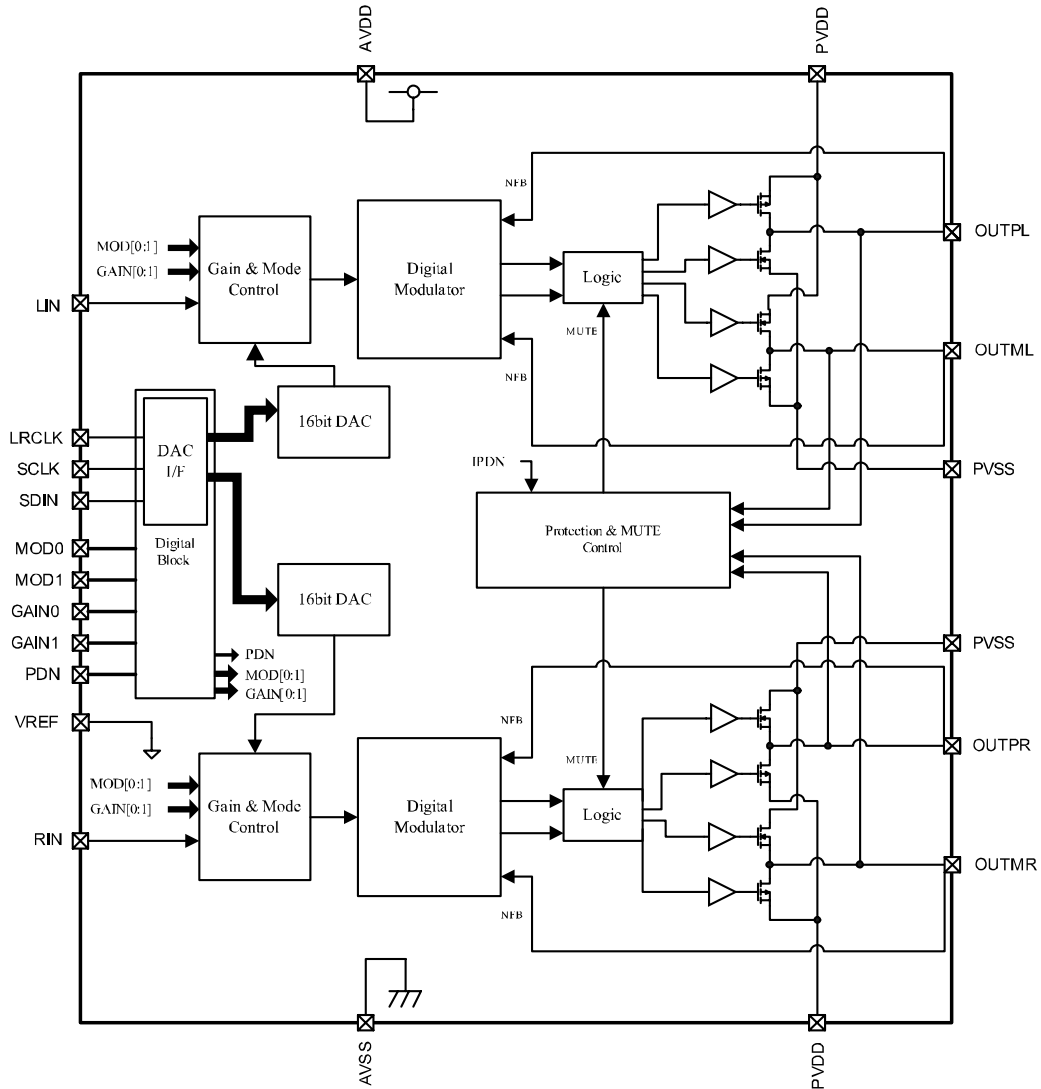 AVDD
PVDD
NFB
OUTPL
MOD[0:1]
GAIN[0:1]
Gain & Mode
Control
Digital
Modulator
Logic
LIN
MUTE
OUTML
NFB
16bit DAC
LRCLK
SCLK
SDIN
DAC
I/F
IPDN
PVSS
MOD0
MOD1
GAIN0
GAIN1
PDN
Digital
Block
Protection & MUTE
Control
16bit DAC
PDN
MOD[0:1]
GAIN[0:1]
PVSS
VREF
NFB
OUTPR
MUTE
MOD[0:1]
GAIN[0:1]
Gain & Mode
Control
Digital
Modulator
Logic
RIN
OUTMR
NFB
AVSS
PVDD